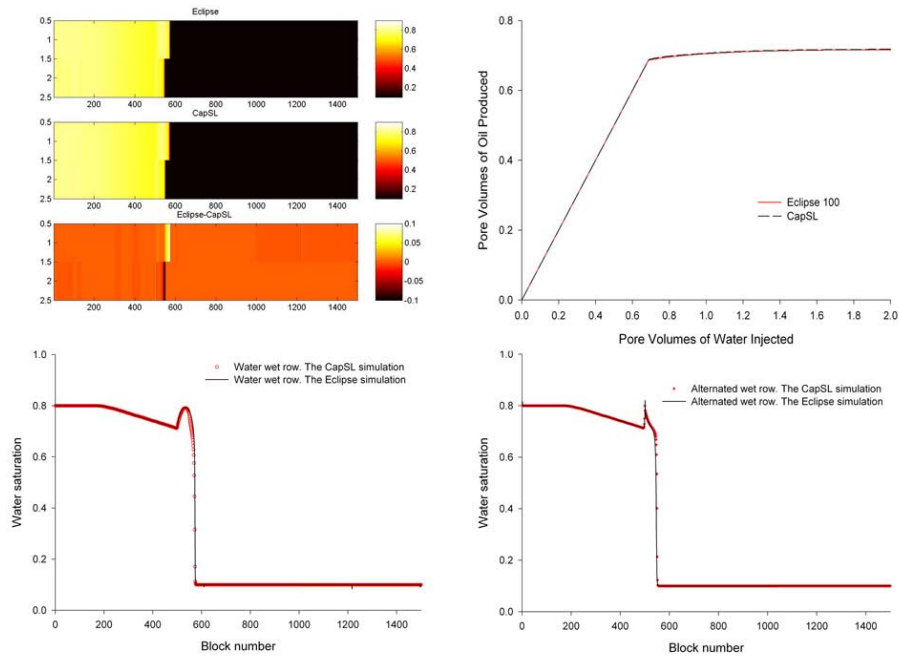 Eclipse
0.5
1
1.5
2
2.5
200 400 600 800 1000 1200 1400
0.8
0.6
0.4
0.2
CapSL
0.5
1
1.5
2
2.5
200 400 600 800 1000 1200 1400
0.8
0.6
0.4
0.2
Eclipse-CapSL
0.5
1
1.5
2
2.5
200 400 600 800 1000 1200 1400
0.1
0.05
0
-0.05
-0.1
Pore Volumes of Oil Produced
0.8
0.6
0.4
0.2
0.0
Eclipse 100
CapSL
0.0 0.2 0.4 0.6 0.8 1.0 1.2 1.4 1.6 1.8 2.0
Pore Volumes of Water Injected
Water saturation
1.0
0.8
0.6
0.4
0.2
0.0
Water wet row. The CapSL simulation
Water wet row. The Eclipse simulation
0 200 400 600 800 1000 1200 1400
Block number
Water saturation
1.0
0.8
0.6
0.4
0.2
0.0
Alternated wet row. The CapSL simulation
Alternated wet row. The Eclipse simulation
0 200 400 600 800 1000 1200 1400
Block number